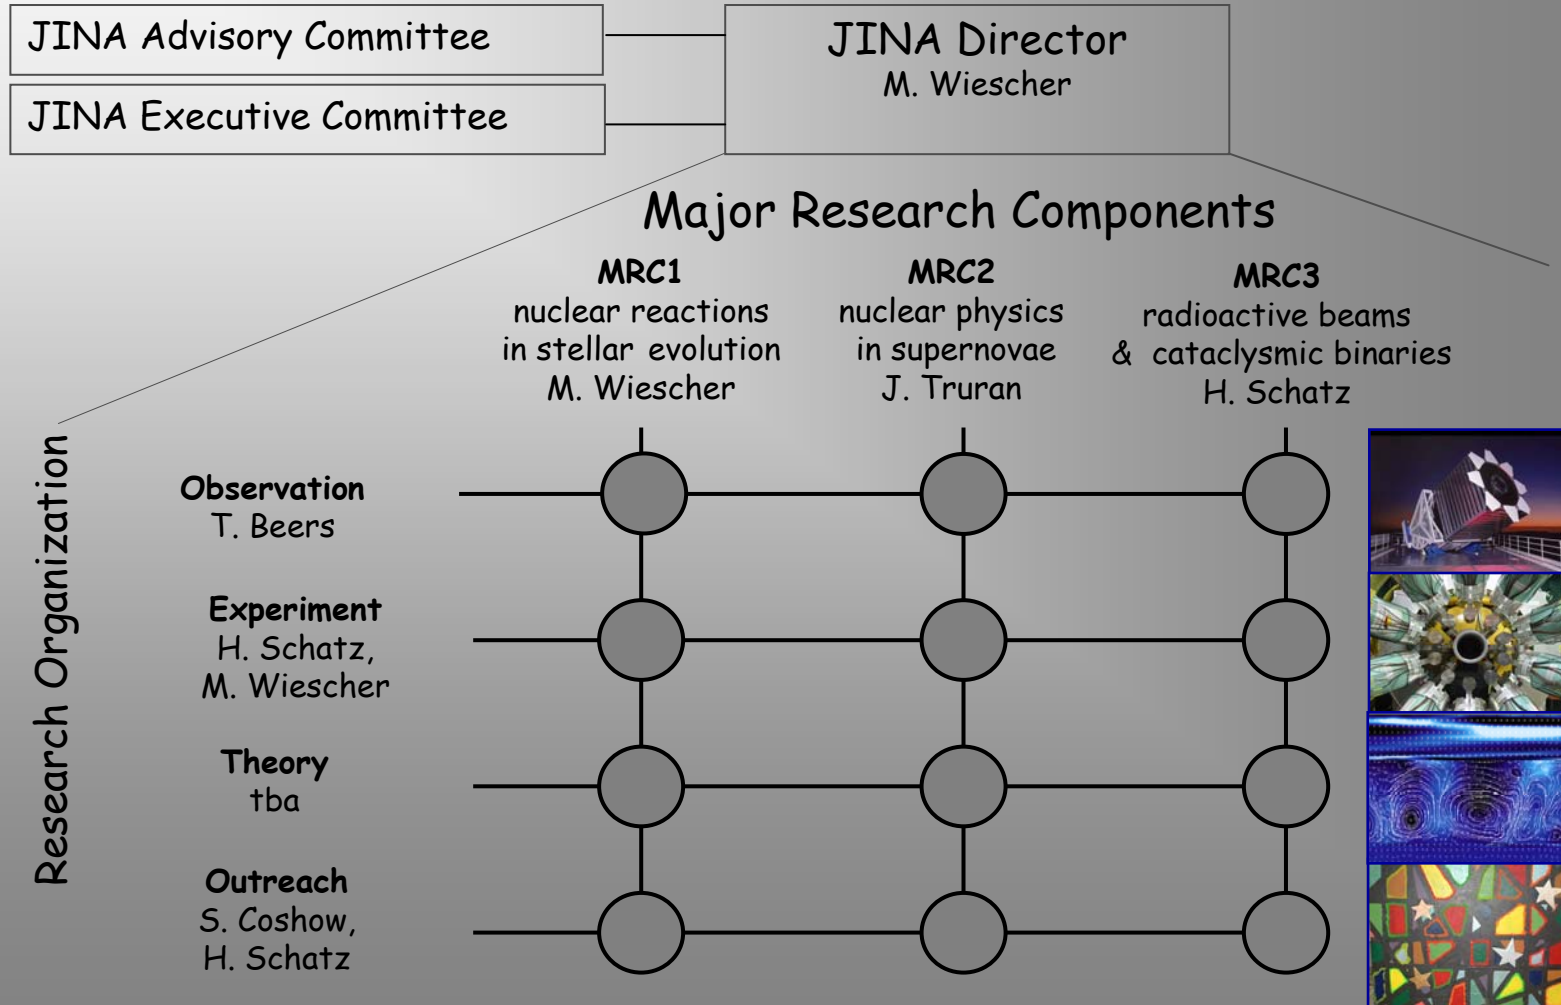 JINA Advisory Committee
JINA Executive Committee
JINA Director
M. Wiescher
Major Research Components
MRC1
nuclear reactions
in stellar evolution
M. Wiescher
MRC2
nuclear physics
in supernovae
J. Truran
MRC3
radioactive beams
& cataclysmic binaries
H. Schatz
Research Organization
Observation
T. Beers
Experiment
H. Schatz,
M. Wiescher
Theory
tba
Outreach
S. Coshow,
H. Schatz